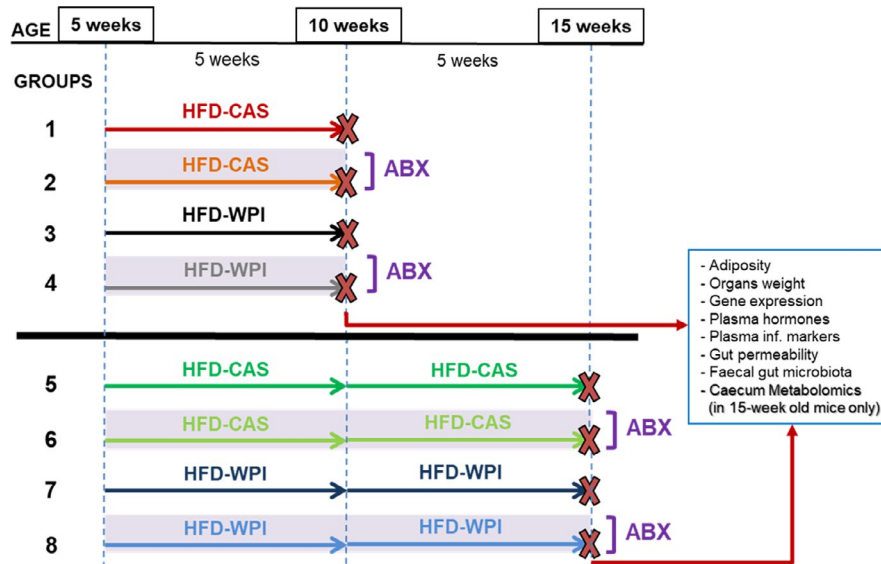 AGE 5 weeks 10 weeks 15 weeks
5 weeks 5 weeks
GROUPS
1 HFD-CAS
2 HFD-CAS ABX
3 HFD-WPI
4 HFD-WPI ABX
- Adiposity
- Organs weight
- Gene expression
- Plasma hormones
- Plasma inf. markers
- Gut permeability
- Faecal gut microbiota
- Caecum Metabolomics
(in 15-week old mice only)
5 HFD-CAS HFD-CAS
6 HFD-CAS HFD-CAS ABX
7 HFD-WPI HFD-WPI
8 HFD-WPI HFD-WPI ABX